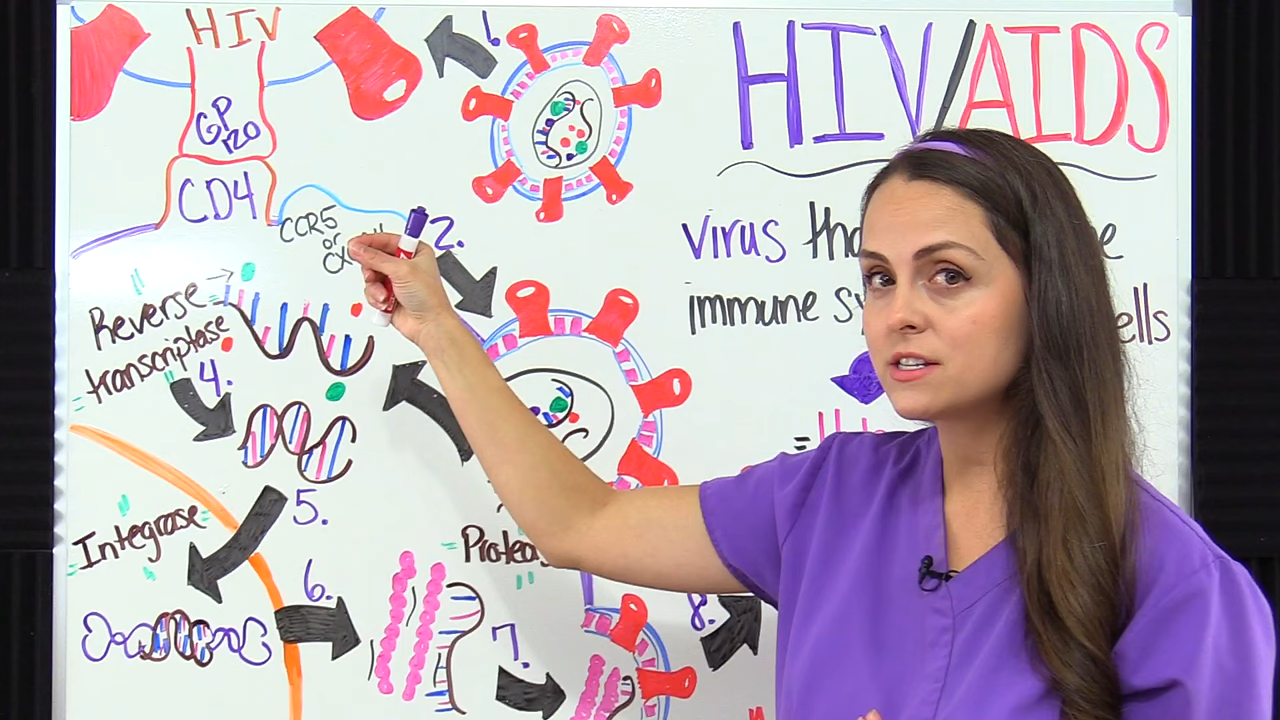 HIV
GP
120
CD4
CCR5
or
1.
HIV/AIDS
virus
immune
2.
Reverse
transcriptase
4.
5.
Integrase
6.
7.
8.